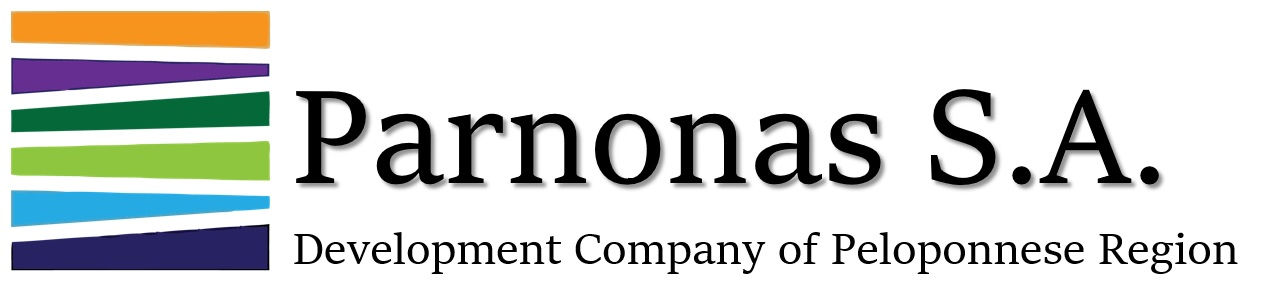 Parnonas S.A.
Development Company of Peloponnese Region